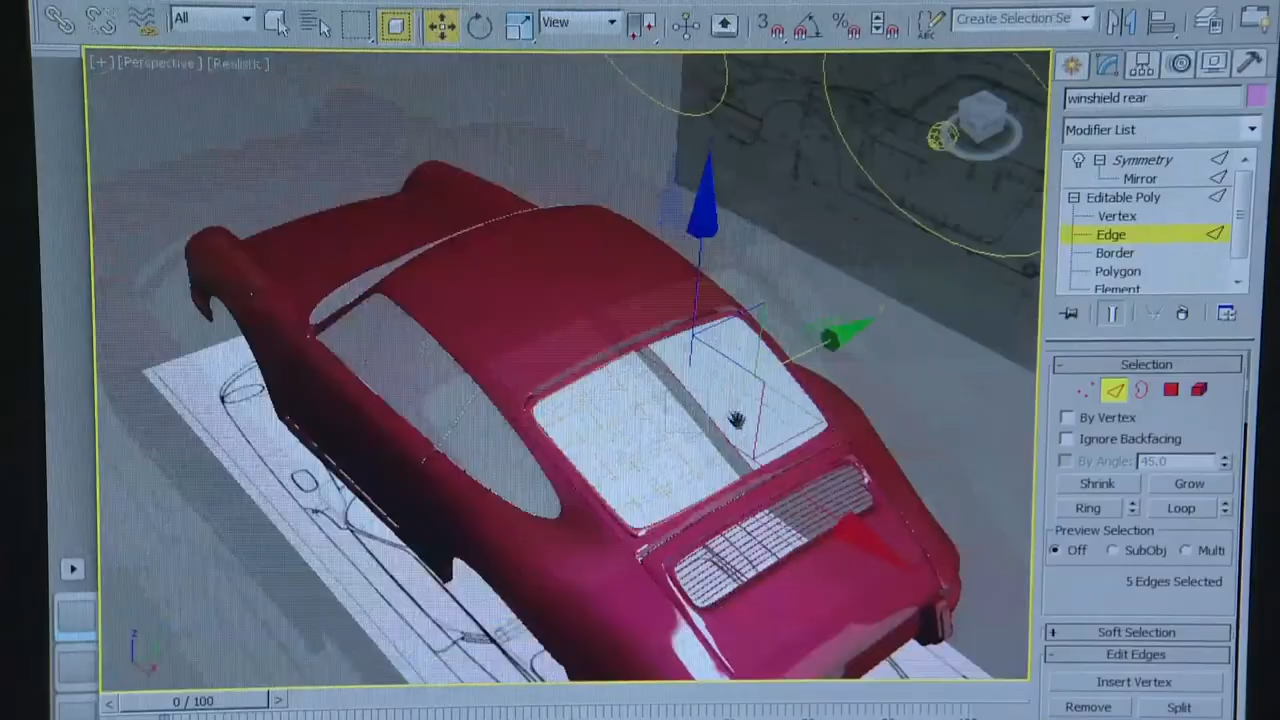 All
View
3
%
ABC
Create Selection Se
[+][Perspective][Realistic]
winshield rear
Modifier List
Symmetry
Mirror
Editable Poly
Vertex
Edge
Border
Polygon
Element
Selection
By Vertex
Ignore Backfacing
By Angle: 45.0
Shrink Grow
Ring Loop
Preview Selection
Off SubObj Multi
5 Edges Selected
+ Soft Selection
- Edit Edges
Insert Vertex
Remove Split
z
x
< 0 / 100 >